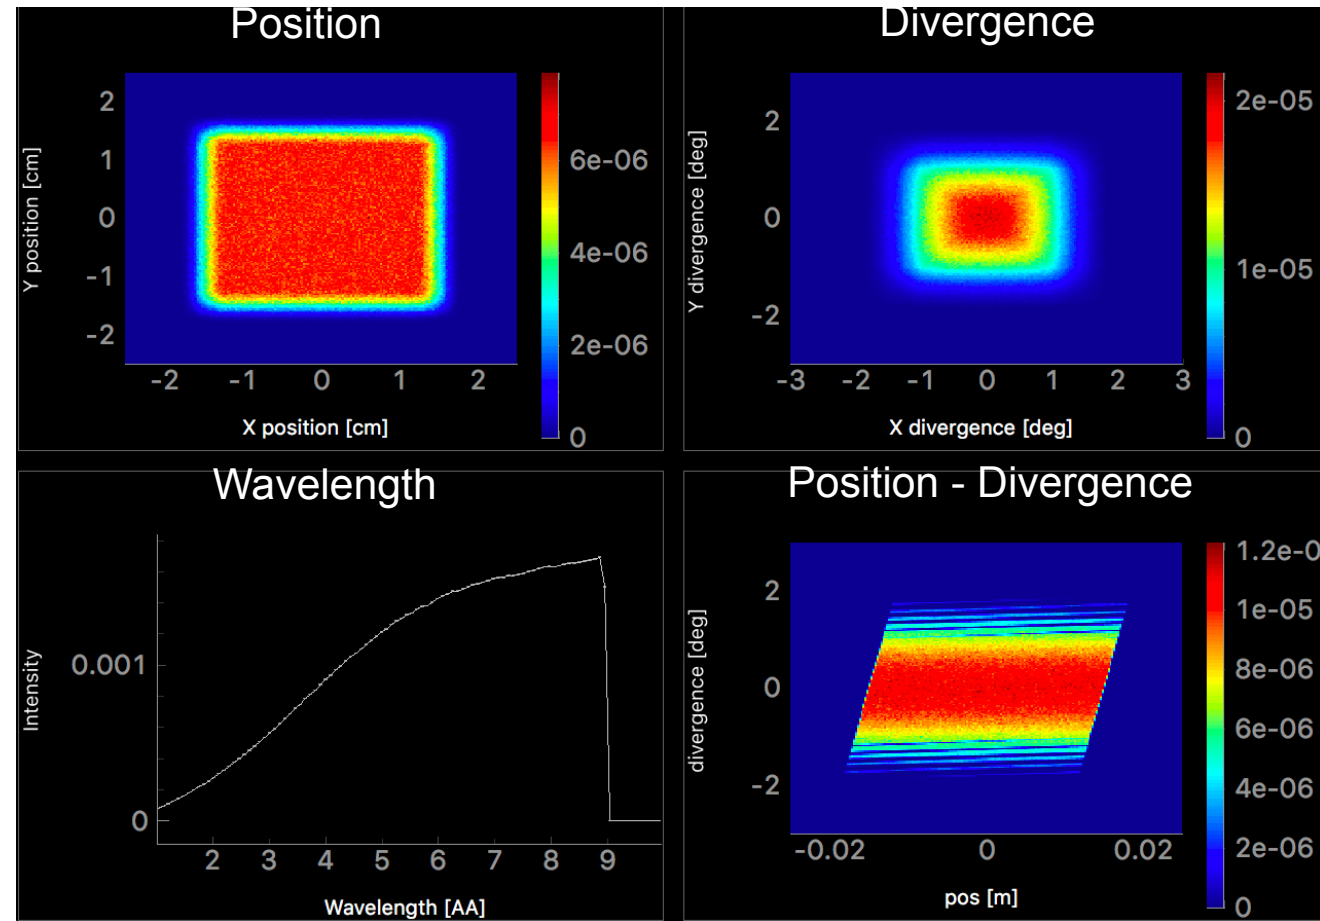 Position
Y position [cm]
2
1
0
-1
-2
-2 -1 0 1 2
X position [cm]
6e-06
4e-06
2e-06
0
Divergence
Y divergence [deg]
2
0
-2
-3 -2 -1 0 1 2 3
X divergence [deg]
2e-05
1e-05
0
Wavelength
Intensity
0.001
0
2 3 4 5 6 7 8 9
Wavelength [AA]
Position - Divergence
divergence [deg]
2
0
-2
-0.02 0 0.02
pos [m]
1.2e-0
1e-05
8e-06
6e-06
4e-06
2e-06
0